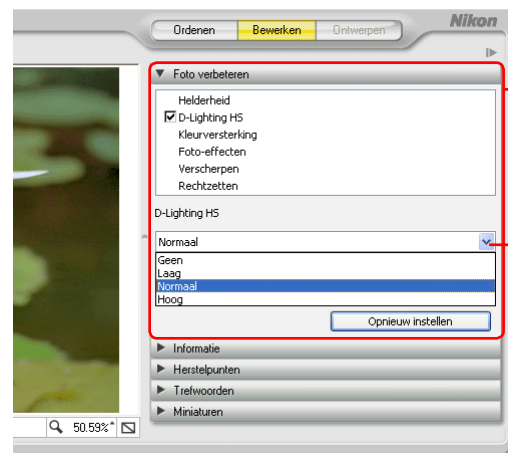 Ordenen Bewerken Ontwerpen Nikon
Foto verbeteren
Helderheid
D-Lighting HS
Kleurversterking
Foto-effecten
Verscherpen
Rechtzetten
D-Lighting HS
Normaal
Geen
Laag
Normaal
Hoog
Opnieuw instellen
Informatie
Herstelpunten
Trefwoorden
Miniaturen
50.59%